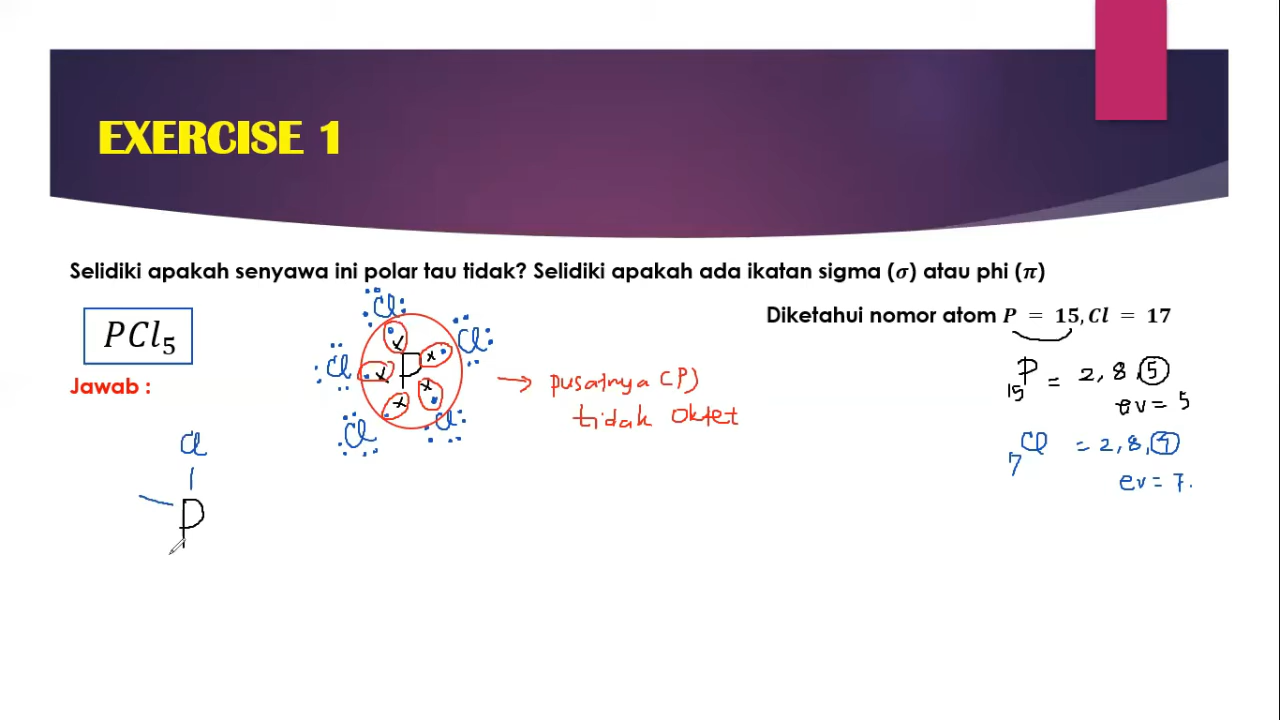 EXERCISE 1
Selidiki apakah senyawa ini polar tau tidak? Selidiki apakah ada ikatan sigma (σ) atau phi (π)
PCl₅
Jawab :
Diketahui nomor atom P = 15, Cl = 17
Cl
Cl
Cl
P
Cl
Cl
→ pusatnya (P)
tidak Oktet
₁₅P = 2, 8, 5
ev = 5
₇Cl = 2, 8, 7
ev = 7.
Cl
P